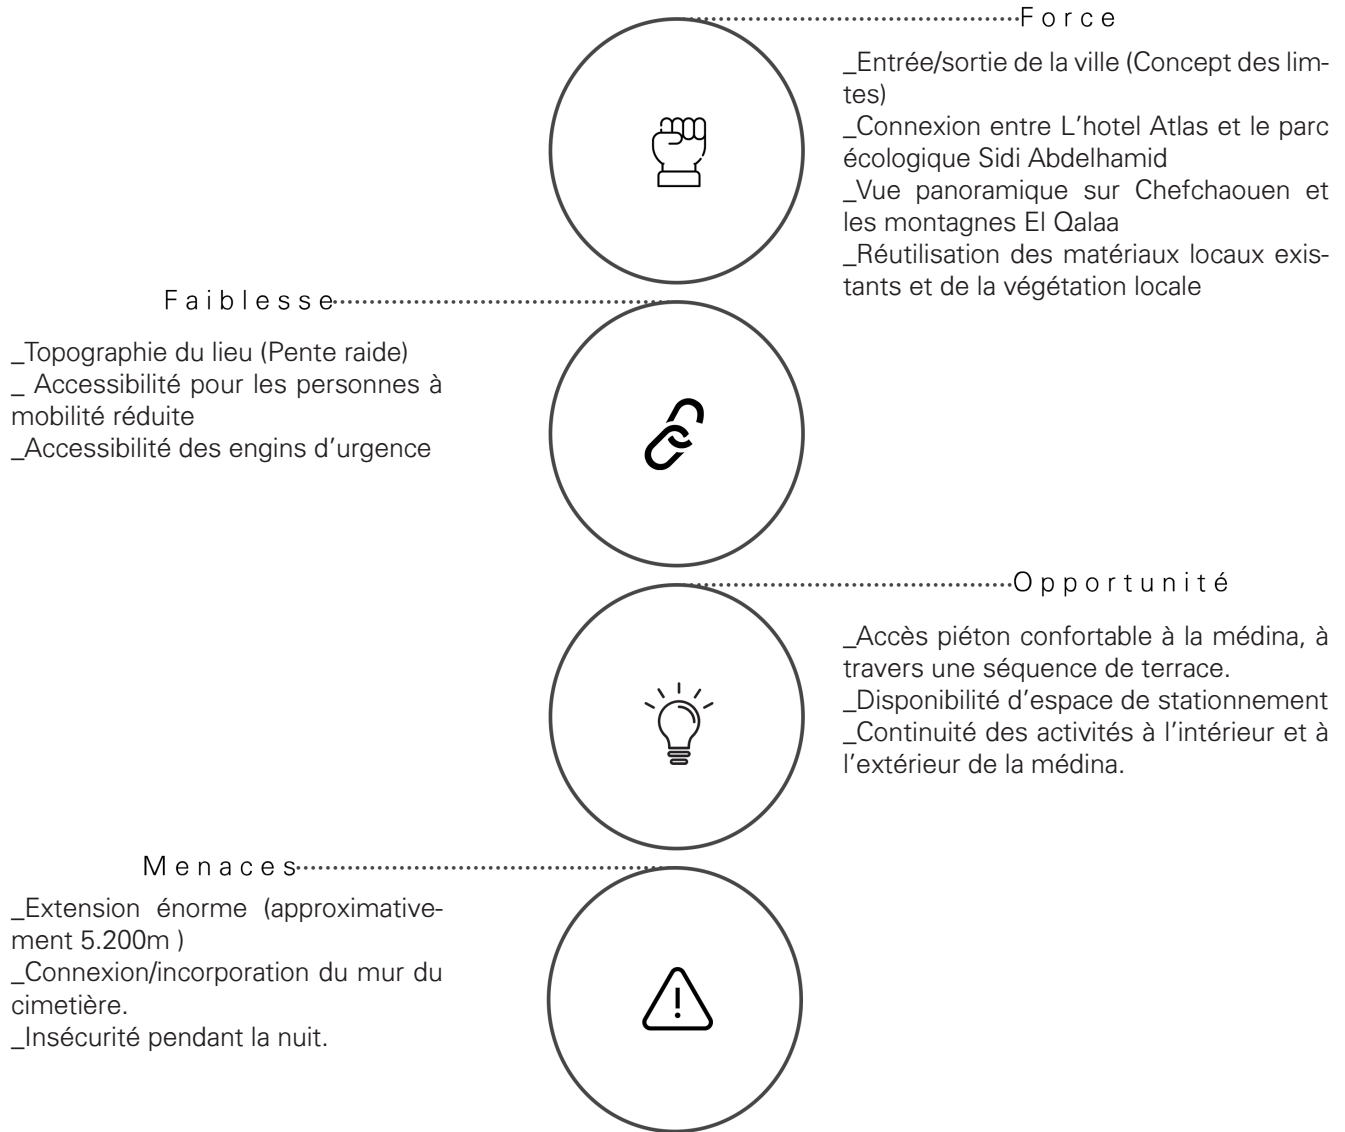 Force
_Entrée/sortie de la ville (Concept des lim-
tes)
_Connexion entre L'hotel Atlas et le parc
écologique Sidi Abdelhamid
_Vue panoramique sur Chefchaouen et
les montagnes El Qalaa
_Réutilisation des matériaux locaux exis-
tants et de la végétation locale
Faiblesse
_Topographie du lieu (Pente raide)
_ Accessibilité pour les personnes à
mobilité réduite
_Accessibilité des engins d'urgence
Opportunité
_Accès piéton confortable à la médina, à
travers une séquence de terrace.
_Disponibilité d'espace de stationnement
_Continuité des activités à l'intérieur et à
l'extérieur de la médina.
Menaces
_Extension énorme (approximative-
ment 5.200m )
_Connexion/incorporation du mur du
cimetière.
_Insécurité pendant la nuit.